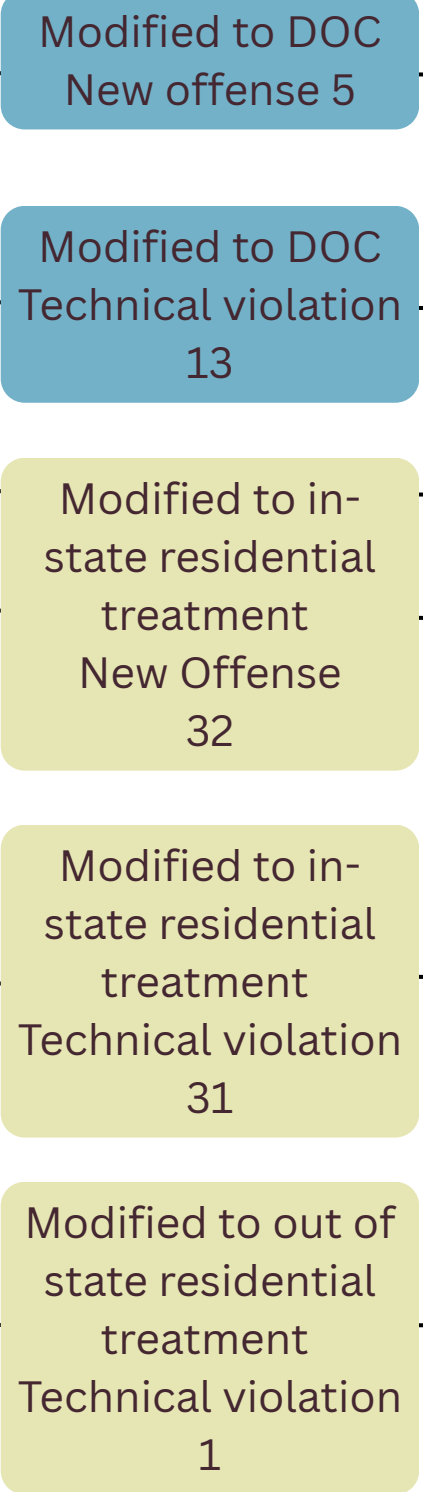 Modified to DOC
New offense 5
Modified to DOC
Technical violation
13
Modified to in-
state residential
treatment
New Offense
32
Modified to in-
state residential
treatment
Technical violation
31
Modified to out of
state residential
treatment
Technical violation
1